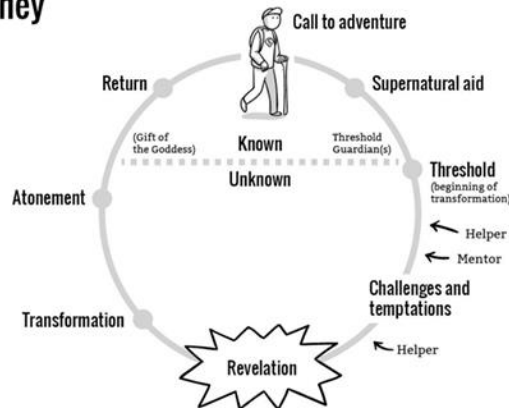 Call to adventure
Return
Supernatural aid
(Gift of
the Goddess)
Known
Threshold
Guardian(s)
Unknown
Threshold
(beginning of
transformation)
Atonement
Helper
Mentor
Challenges and
temptations
Transformation
Helper
Revelation